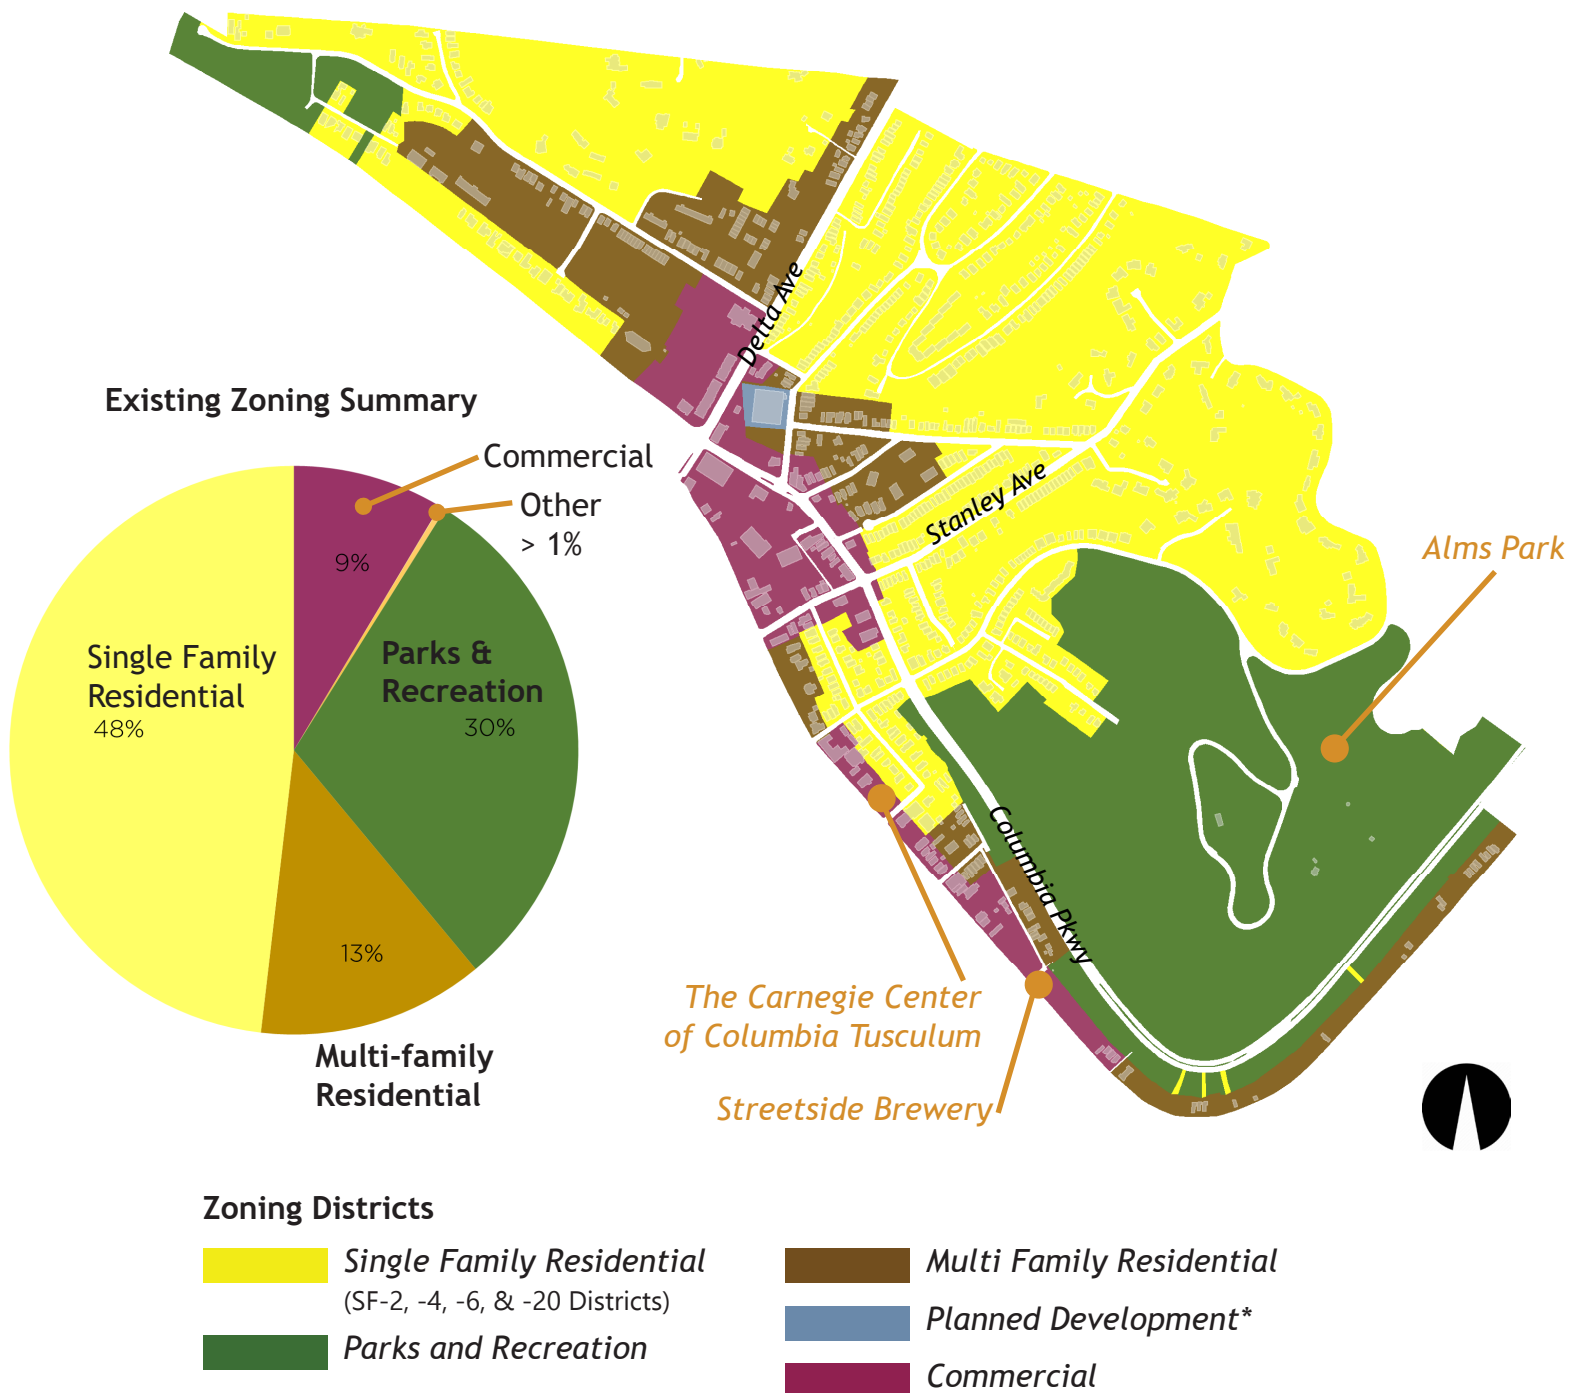 Delta Ave
Existing Zoning Summary
Commercial
Other
> 1%
9%
Single Family
Residential
48%
Parks &
Recreation
30%
13%
Multi-family
Residential
Stanley Ave
Alms Park
Columbia Pkwy
The Carnegie Center
of Columbia Tusculum
Streetside Brewery
Zoning Districts
Single Family Residential
(SF-2, -4, -6, & -20 Districts)
Parks and Recreation
Multi Family Residential
Planned Development*
Commercial